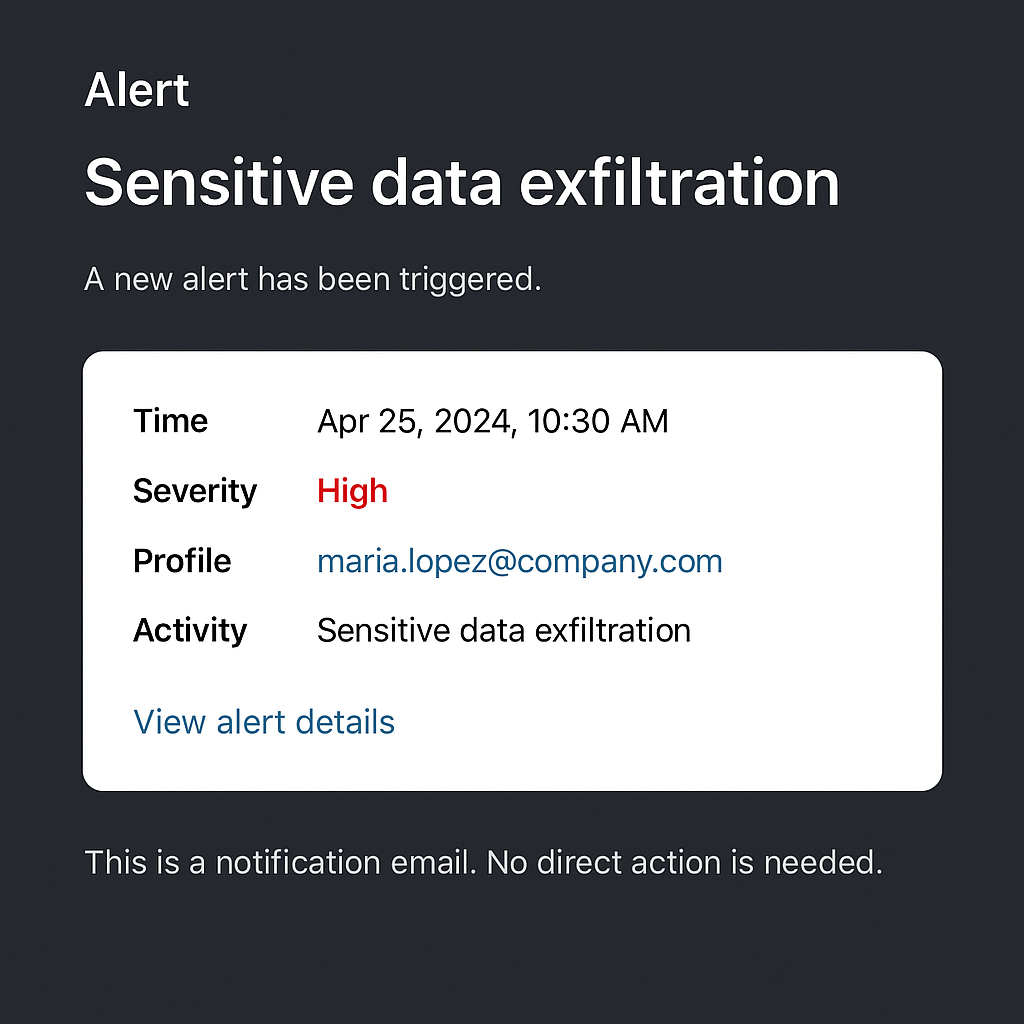 Alert
Sensitive data exfiltration
A new alert has been triggered.
Time Apr 25, 2024, 10:30 AM
Severity High
Profile maria.lopez@company.com
Activity Sensitive data exfiltration
View alert details
This is a notification email. No direct action is needed.